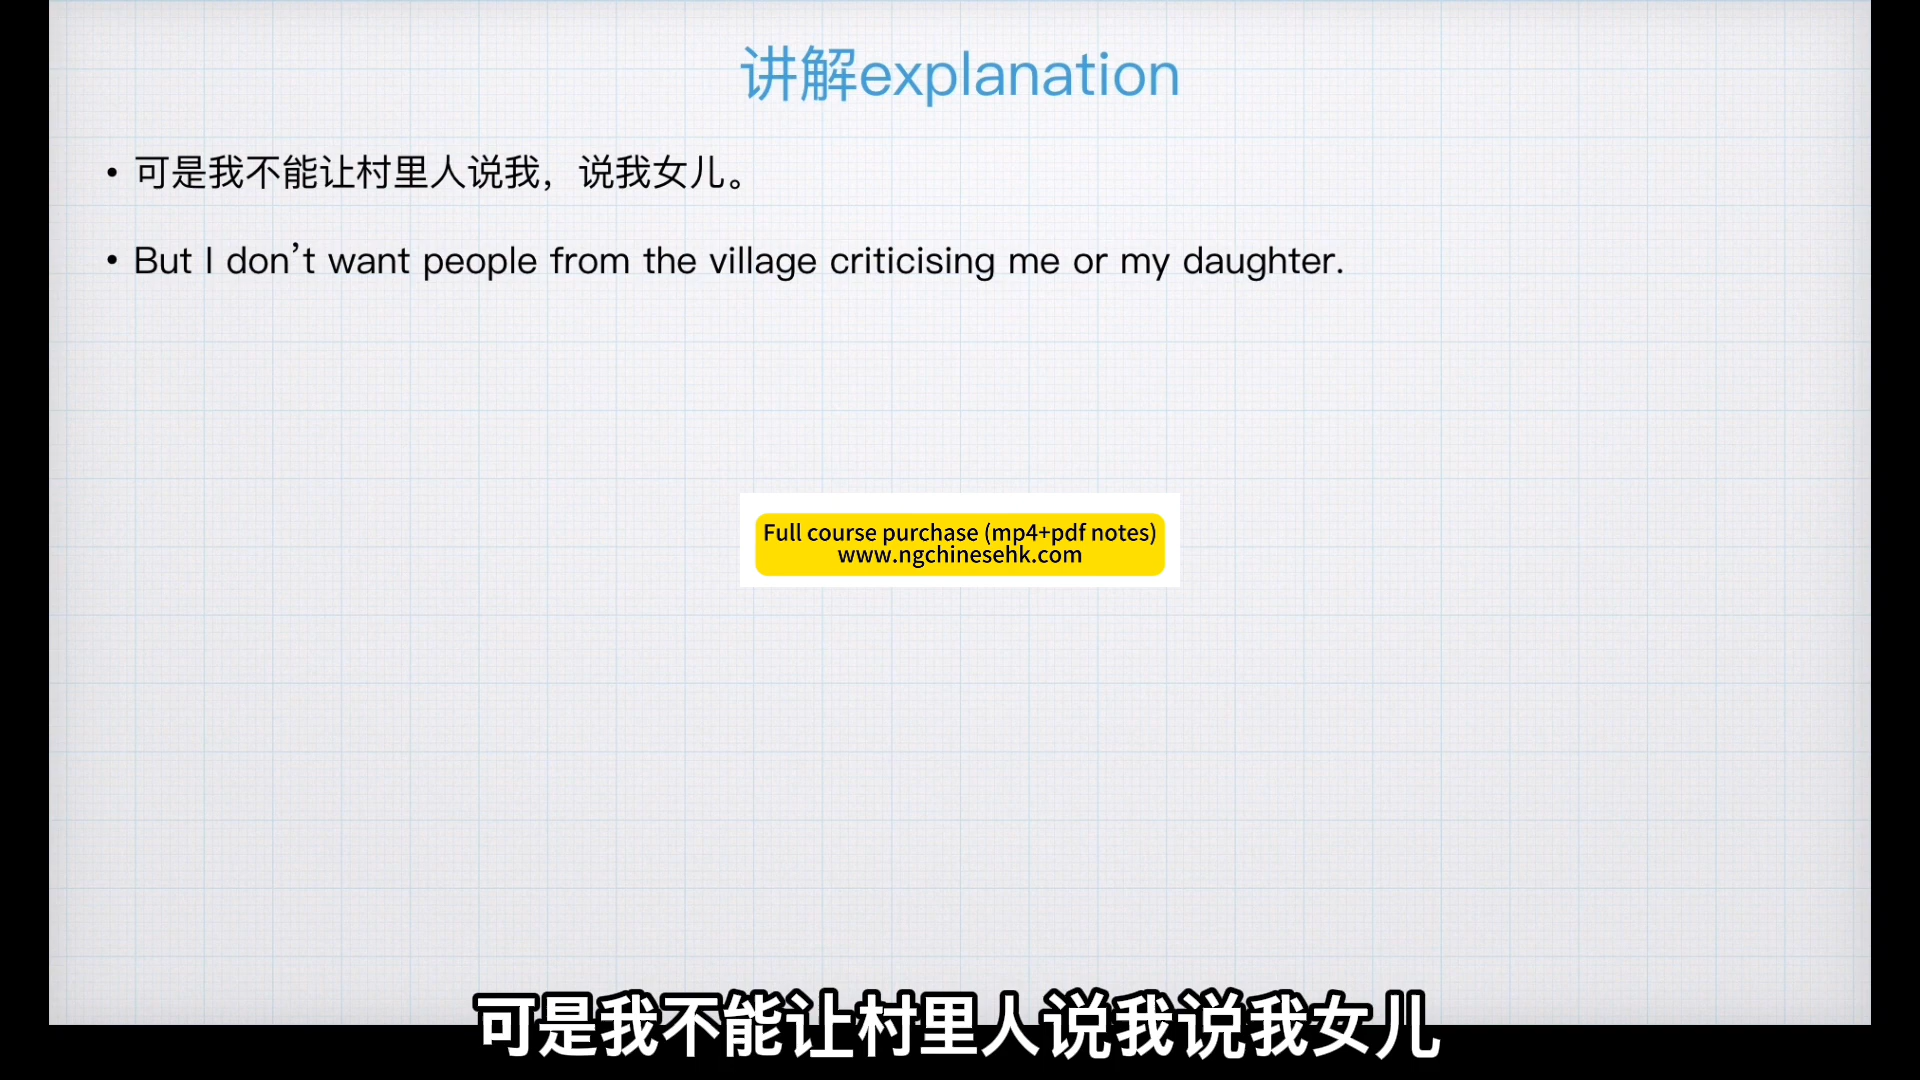 讲解explanation
• 可是我不能让村里人说我，说我女儿。
• But I don’t want people from the village criticising me or my daughter.
Full course purchase (mp4+pdf notes)
www.ngchinesehk.com
可是我不能让村里人说我说我女儿